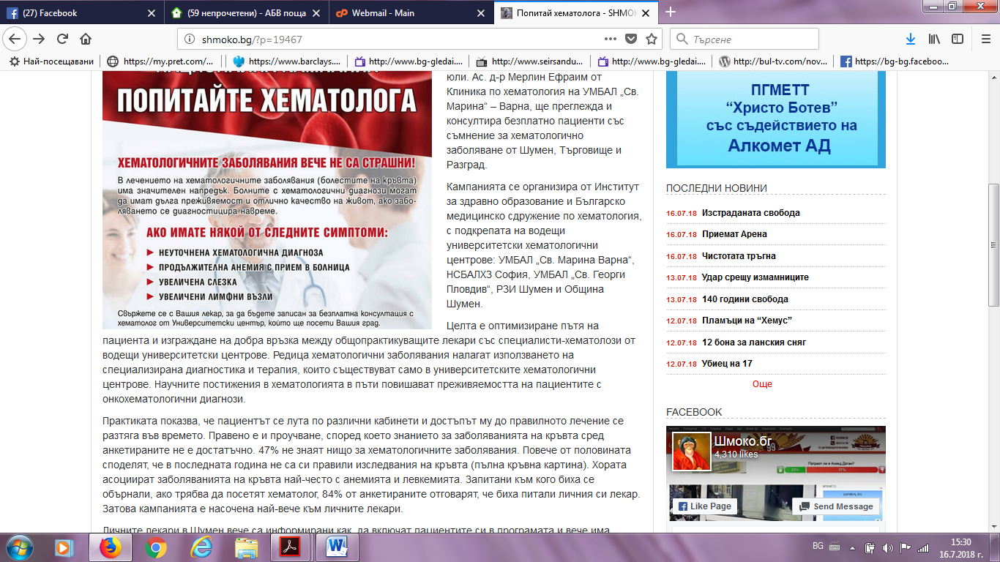 (27) Facebook
(59 непрочетени) - АБВ поща
Webmail - Main
Попитай хематолога - SHMOK
shmoko.bg/?p=19467
Търсене
Най-посещавани
https://my.pret.com/...
https://www.barclays....
http://www.bg-gledai....
http://www.seirsandu...
http://www.bg-gledai....
http://bul-tv.com/nov...
https://bg-bg.faceboo...
ПОПИТАЙТЕ ХЕМАТОЛОГА
ХЕМАТОЛОГИЧНИТЕ ЗАБОЛЯВАНИЯ ВЕЧЕ НЕ СА СТРАШНИ!
В лечението на хематологичните заболявания (болестите на кръвта)
има значителен напредък. Болните с хематологични диагнози могат
да имат дълга преживяемост и отлично качество на живот, ако забо-
ляването се диагностицира навреме.
АКО ИМАТЕ НЯКОЙ ОТ СЛЕДНИТЕ СИМПТОМИ:
НЕУТОЧНЕНА ХЕМАТОЛОГИЧНА ДИАГНОЗА
ПРОДЪЛЖИТЕЛНА АНЕМИЯ С ПРИЕМ В БОЛНИЦА
УВЕЛИЧЕНА СЛЕЗКА
УВЕЛИЧЕНИ ЛИМФНИ ВЪЗЛИ
Свържете се с Вашия лекар, за да бъдете записан за безплатна консултация с
хематолог от Университетски център, който ще посети Вашия град.
юли. Ас. д-р Мерлин Ефраим от
Клиника по хематология на УМБАЛ „Св.
Марина“ – Варна, ще преглежда и
консултира безплатно пациенти със
съмнение за хематологично
заболяване от Шумен, Търговище и
Разград.
Кампанията се организира от Институт
за здравно образование и Българско
медицинско сдружение по хематология,
с подкрепата на водещи
университетски хематологични
центрове: УМБАЛ „Св. Марина Варна“,
НСБАЛХЗ София, УМБАЛ „Св. Георги
Пловдив“, РЗИ Шумен и Община
Шумен.
Целта е оптимизиране пътя на
пациента и изграждане на добра връзка между общопрактикуващите лекари със специалисти-хематолози от
водещи университетски центрове. Редица хематологични заболявания налагат използването на
специализирана диагностика и терапия, които съществуват само в университетските хематологични
центрове. Научните постижения в хематологията в пъти повишават преживяемостта на пациентите с
онкохематологични диагнози.
Практиката показва, че пациентът се лута по различни кабинети и достъпът му до правилното лечение се
разтяга във времето. Правено е и проучване, според което знанието за заболяванията на кръвта сред
анкетираните не е достатъчно. 47% не знаят нищо за хематологичните заболявания. Повече от половината
споделят, че в последната година не са си правили изследвания на кръвта (пълна кръвна картина). Хората
асоциират заболяванията на кръвта най-често с анемията и левкемията. Запитани към кого биха се
обърнали, ако трябва да посетят хематолог, 84% от анкетираните отговарят, че биха питали личния си лекар.
Затова кампанията е насочена най-вече към личните лекари.
Личните лекари в Шумен вече са информирани как да включат пациентите си в програмата и вече има
ПГМЕТТ
“Христо Ботев”
със съдействието на
Алкомет АД
ПОСЛЕДНИ НОВИНИ
16.07.18 Изстраданата свобода
16.07.18 Приемат Арена
16.07.18 Чистотата тръгна
13.07.18 Удар срещу измамниците
13.07.18 140 години свобода
12.07.18 Пламъци на “Хемус”
12.07.18 12 бона за ланския сняг
12.07.18 Убиец на 17
Още
FACEBOOK
Шмоко.бг
4,310 likes
Like Page
Send Message
BG
15:30
16.7.2018 г.